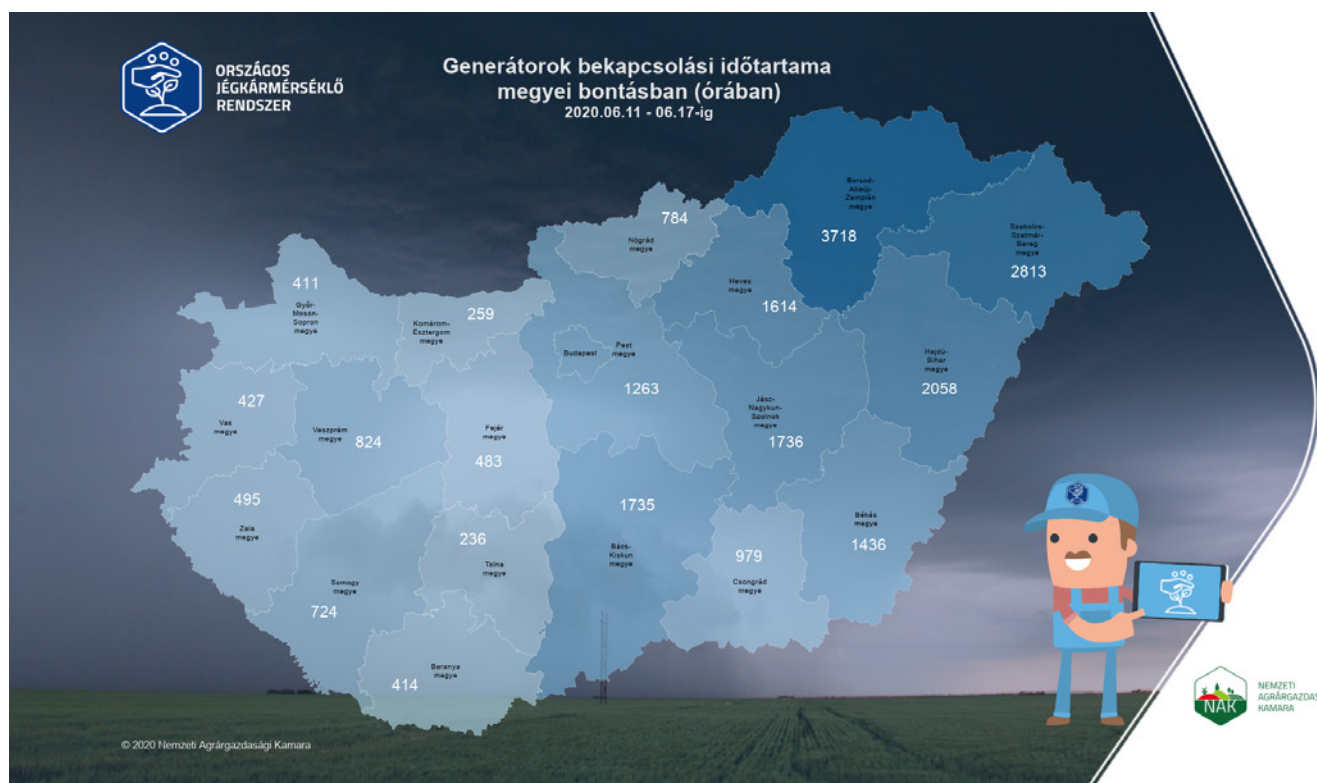 ORSZÁGOS
JÉGKÁRMÉRSÉKLŐ
RENDSZER
Generátorok bekapcsolási időtartama
megyei bontásban (órában)
2020.06.11 - 06.17-ig
Borsod-
Abaúj-
Zemplén
megye
3718
Szabolcs-
Szatmár-
Bereg
megye
2813
784
Nógrád
megye
Heves
megye
1614
411
Győr-
Moson-
Sopron
megye
259
Komárom-
Esztergom
megye
Budapest
Pest
megye
1263
Hajdú-
Bihar
megye
2058
427
Vas
megye
Veszprém
megye
824
Fejér
megye
483
Jász-
Nagykun-
Szolnok
megye
1736
495
Zala
megye
1735
Bács-
Kiskun
megye
236
Tolna
megye
979
Csongrád
megye
Békés
megye
1436
Somogy
megye
724
Baranya
megye
414
NAK
NEMZETI
AGRÁRGAZDAS
KAMARA
© 2020 Nemzeti Agrárgazdasági Kamara